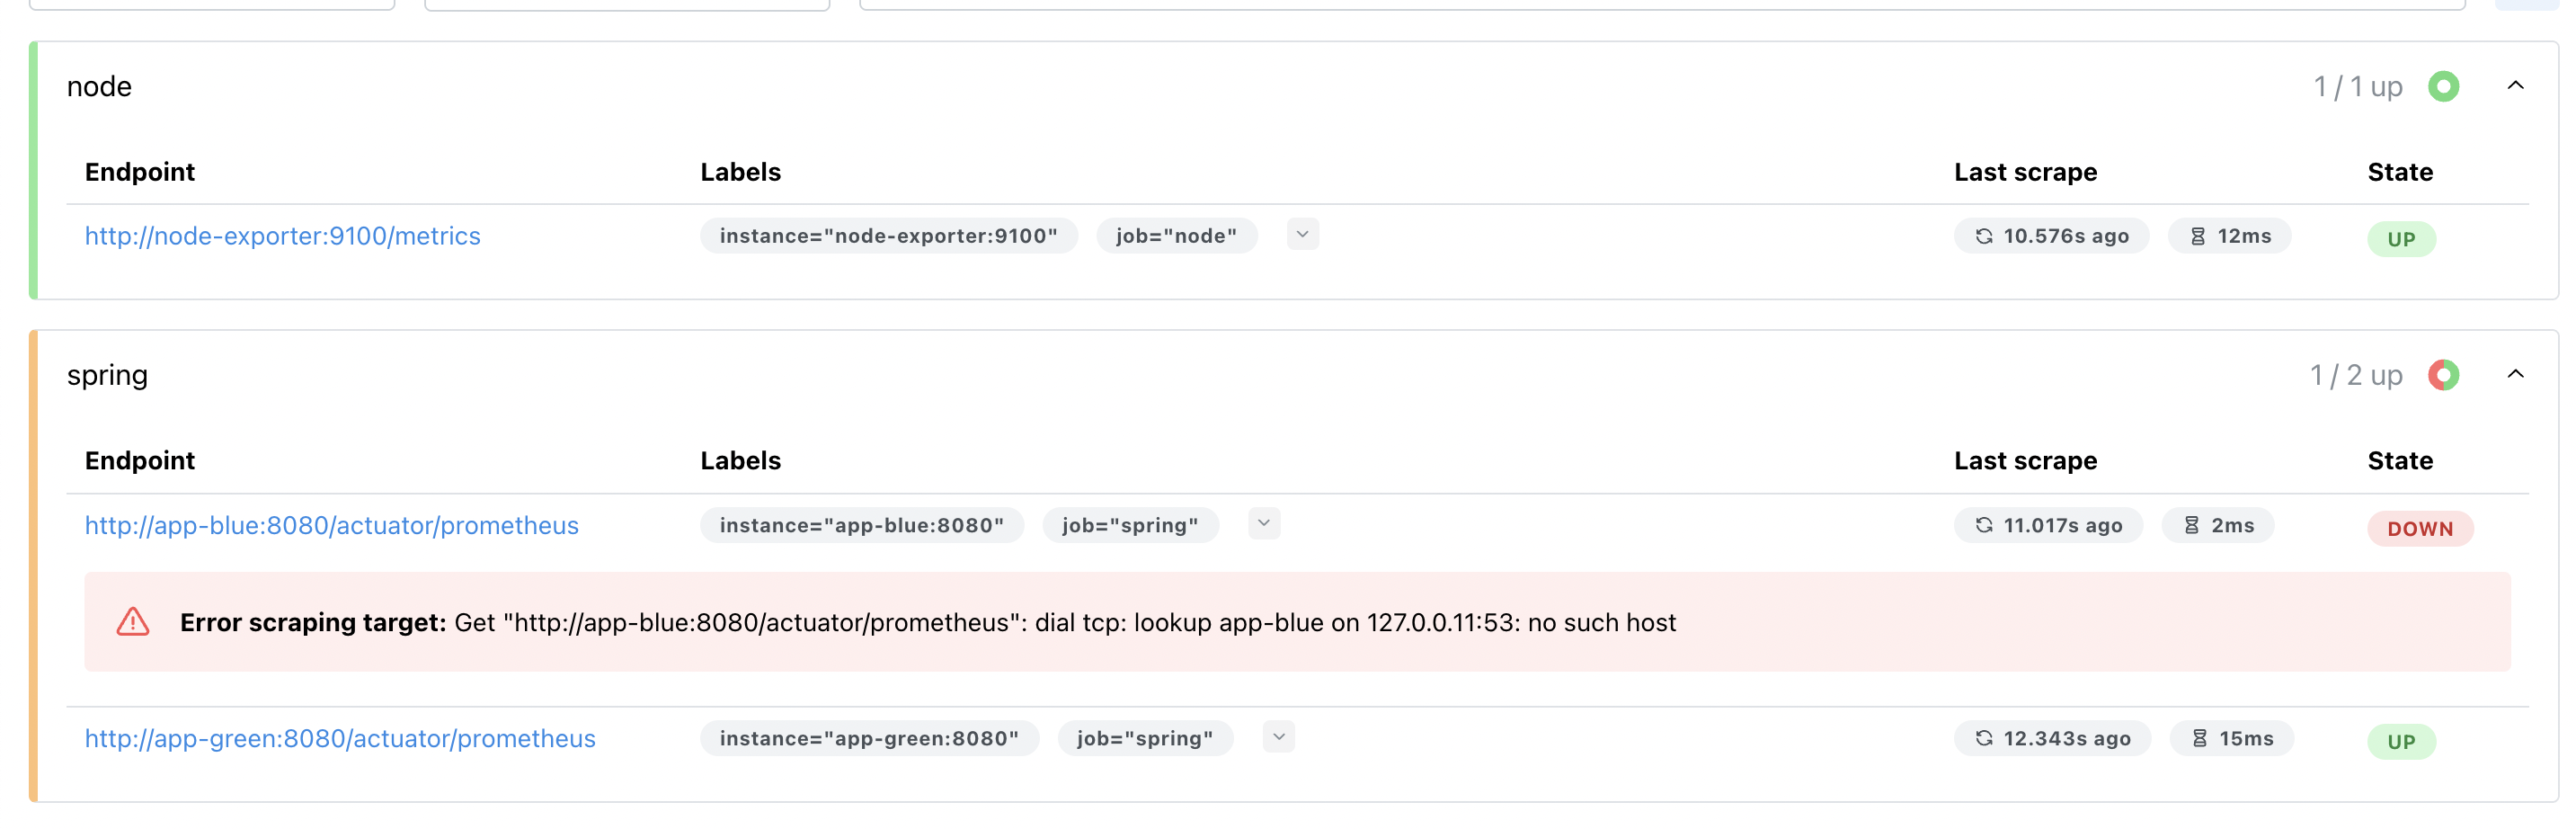 node 1 / 1 up
Endpoint Labels Last scrape State
http://node-exporter:9100/metrics instance="node-exporter:9100" job="node" 10.576s ago 12ms UP
spring 1 / 2 up
Endpoint Labels Last scrape State
http://app-blue:8080/actuator/prometheus instance="app-blue:8080" job="spring" 11.017s ago 2ms DOWN
Error scraping target: Get "http://app-blue:8080/actuator/prometheus": dial tcp: lookup app-blue on 127.0.0.11:53: no such host
http://app-green:8080/actuator/prometheus instance="app-green:8080" job="spring" 12.343s ago 15ms UP